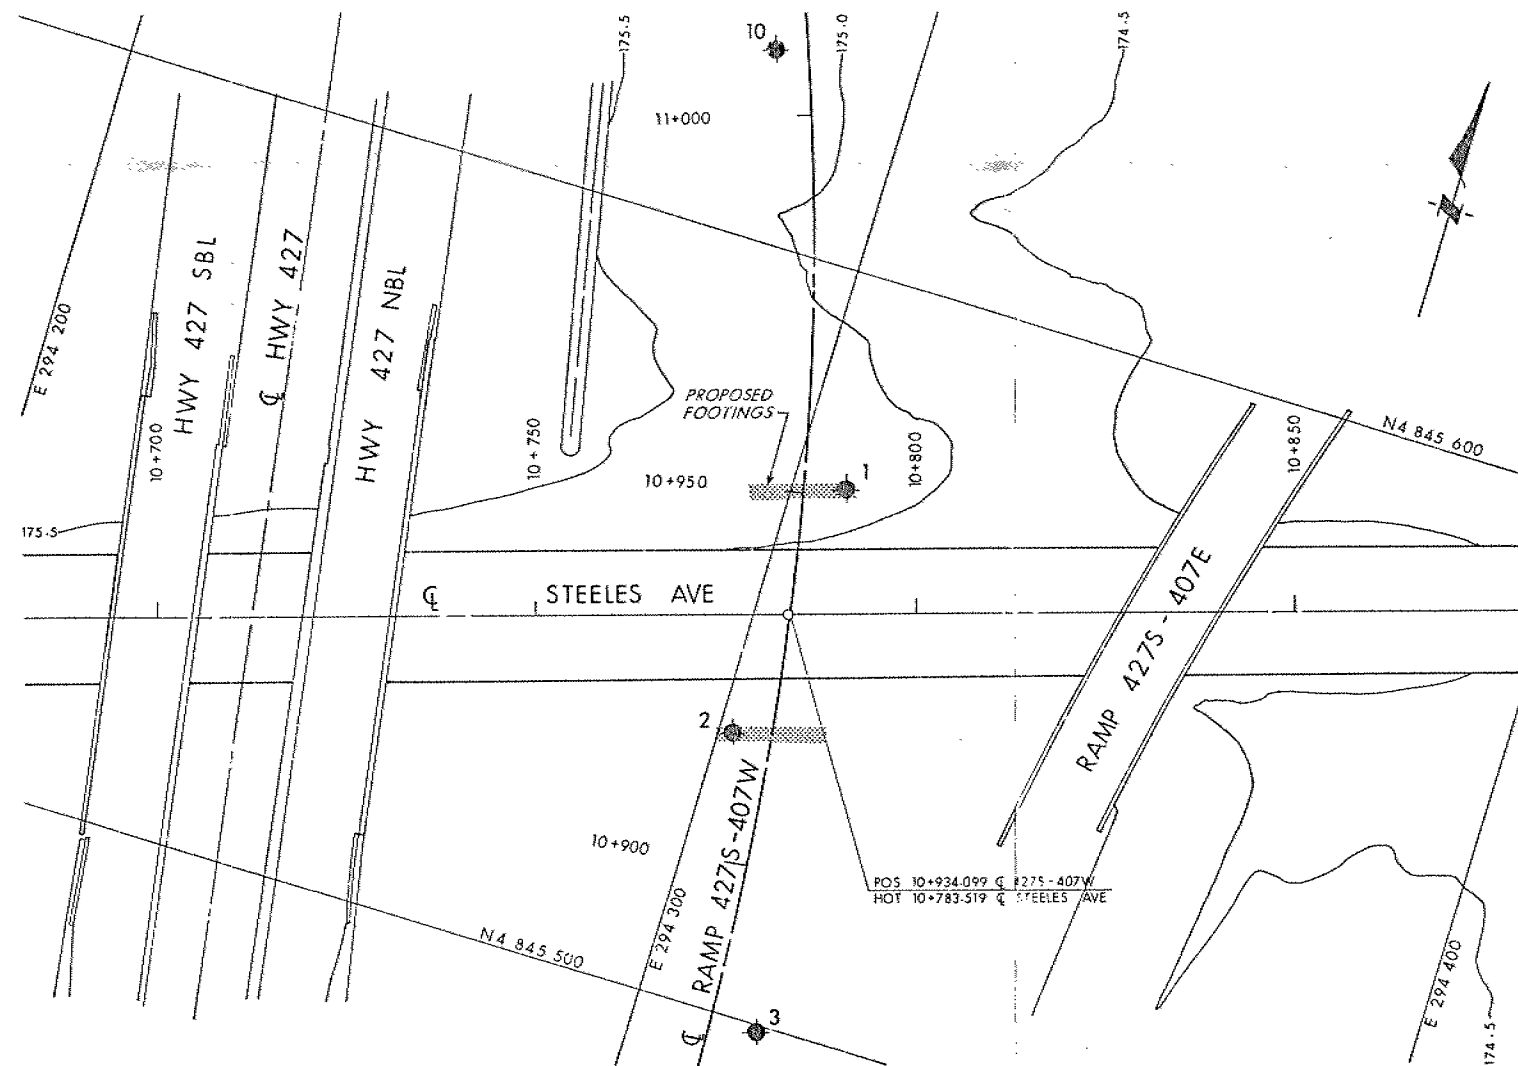 10
175.5
175.0
174.5
11+000
N
HWY 427 SBL
℄ HWY 427
HWY 427 NBL
E 294 200
PROPOSED
FOOTINGS
10+700
10+750
10+800
10+850
N4 845 600
10+950
1
175.5
℄
STEELES AVE
RAMP 427S-407E
2
10+900
RAMP 427S-407W
℄
POS 10+934.099 ℄ 427S-407W
HOT 10+783.519 ℄ STEELES AVE
E 294 300
N4 845 500
E 294 400
3
174.5